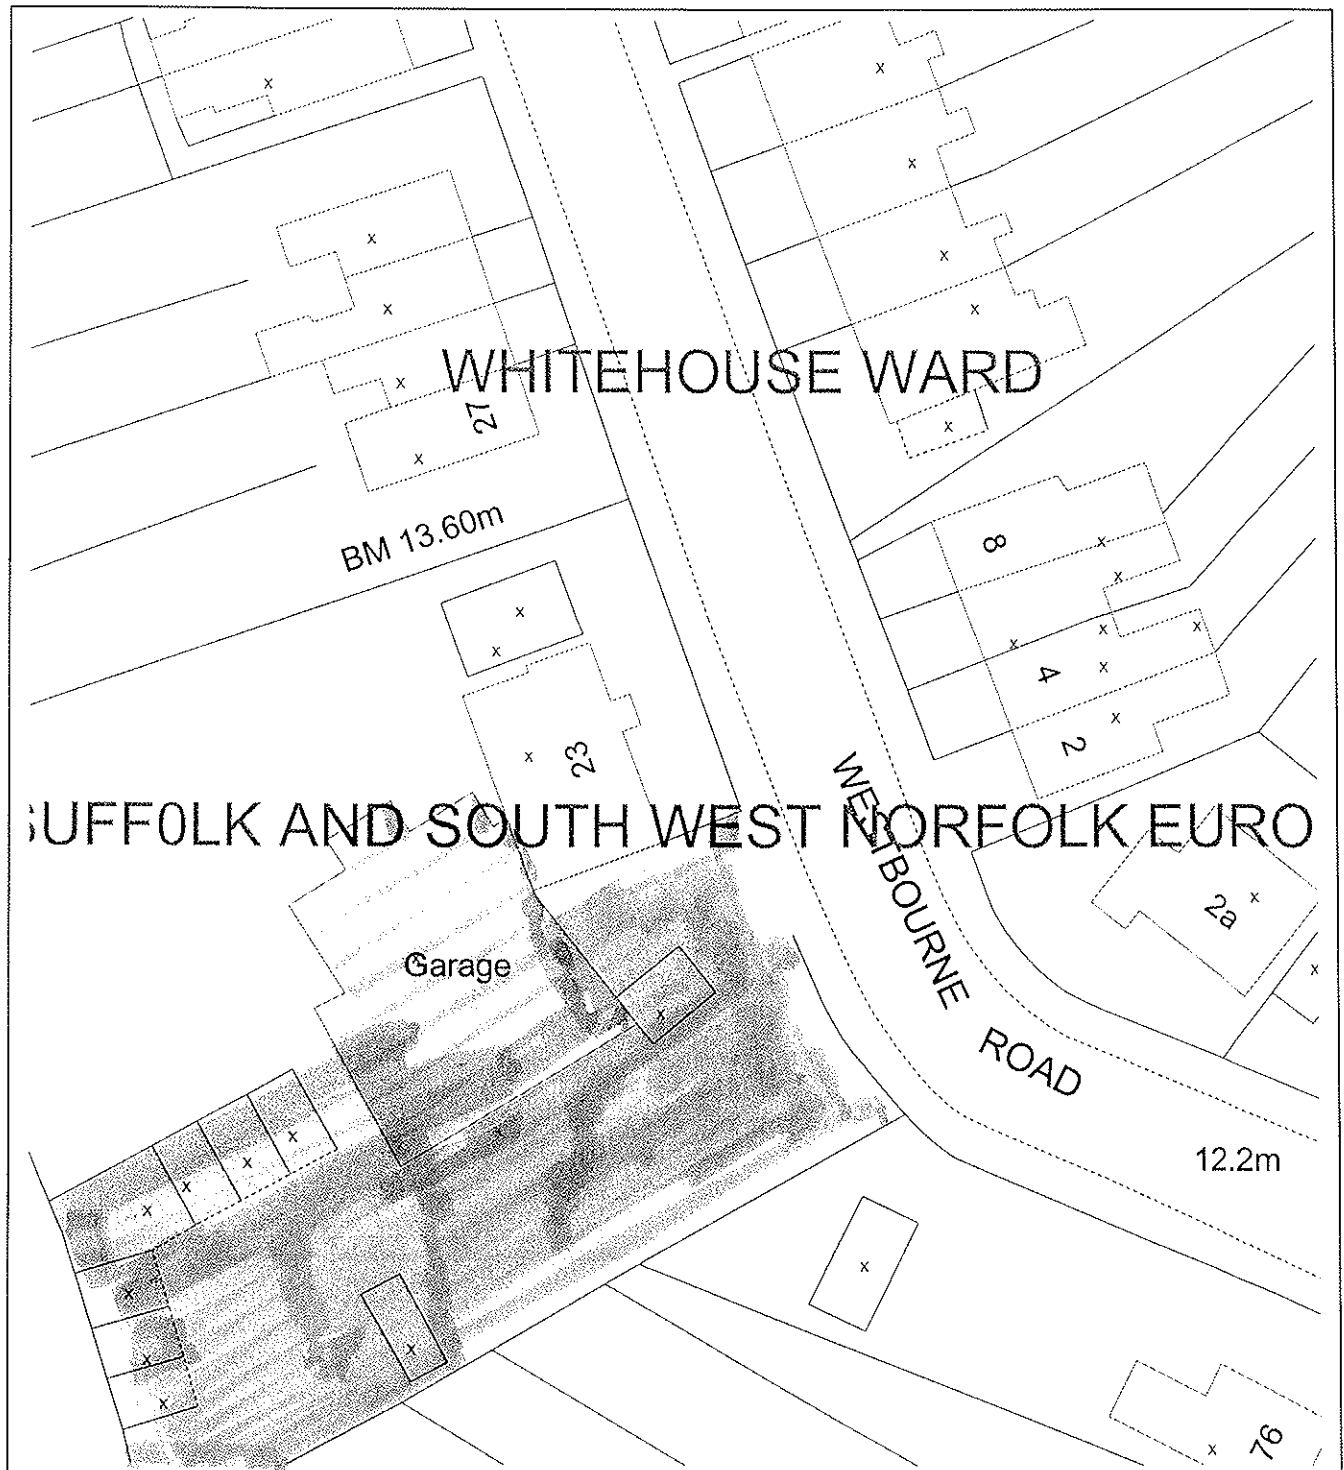 WHITEHOUSE WARD
27
BM 13.60m
8
4
2
23
SUFF0LK AND SOUTH WEST NORFOLK EURO
WESTBOURNE ROAD
2a
Garage
12.2m
76